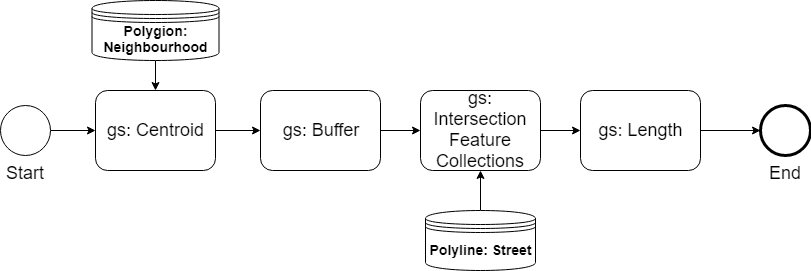 Polygion:
Neighbourhood
gs: Centroid
gs: Buffer
gs:
Intersection
Feature
Collections
gs: Length
Start
End
Polyline: Street